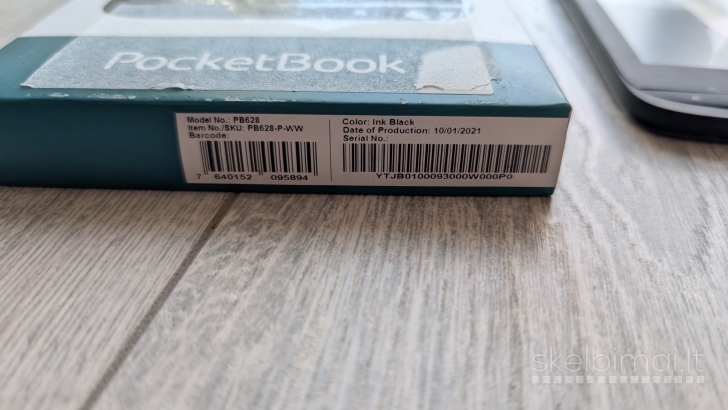 PocketBook
Model No.: PB628
Item No./SKU: PB628-P-WW
Barcode:
7 640152 095894
Color: Ink Black
Date of Production: 10/01/2021
Serial No.:
YTJB0100093000W000P0
skelbimai.lt